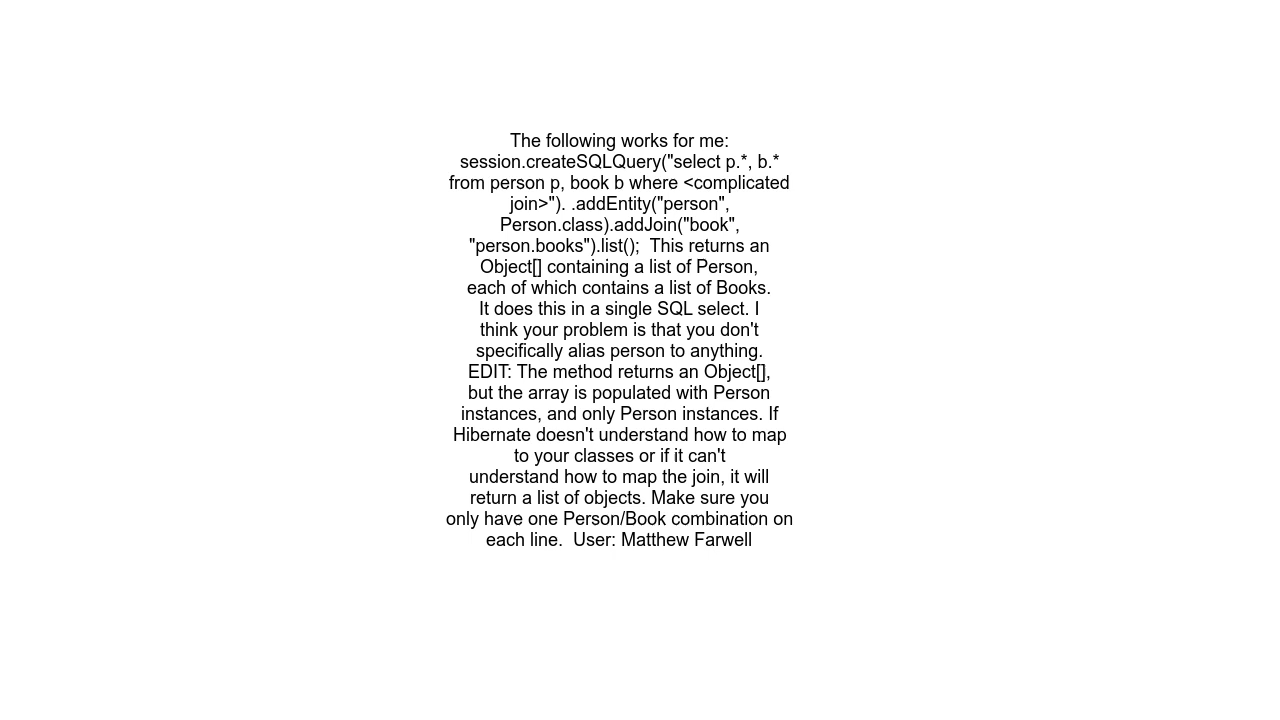 The following works for me:
session.createSQLQuery("select p.*, b.*
from person p, book b where <complicated
join>"). .addEntity("person",
Person.class).addJoin("book",
"person.books").list();  This returns an
Object[] containing a list of Person,
each of which contains a list of Books.
It does this in a single SQL select. I
think your problem is that you don't
specifically alias person to anything.
EDIT: The method returns an Object[],
but the array is populated with Person
instances, and only Person instances. If
Hibernate doesn't understand how to map
to your classes or if it can't
understand how to map the join, it will
return a list of objects. Make sure you
only have one Person/Book combination on
each line.  User: Matthew Farwell